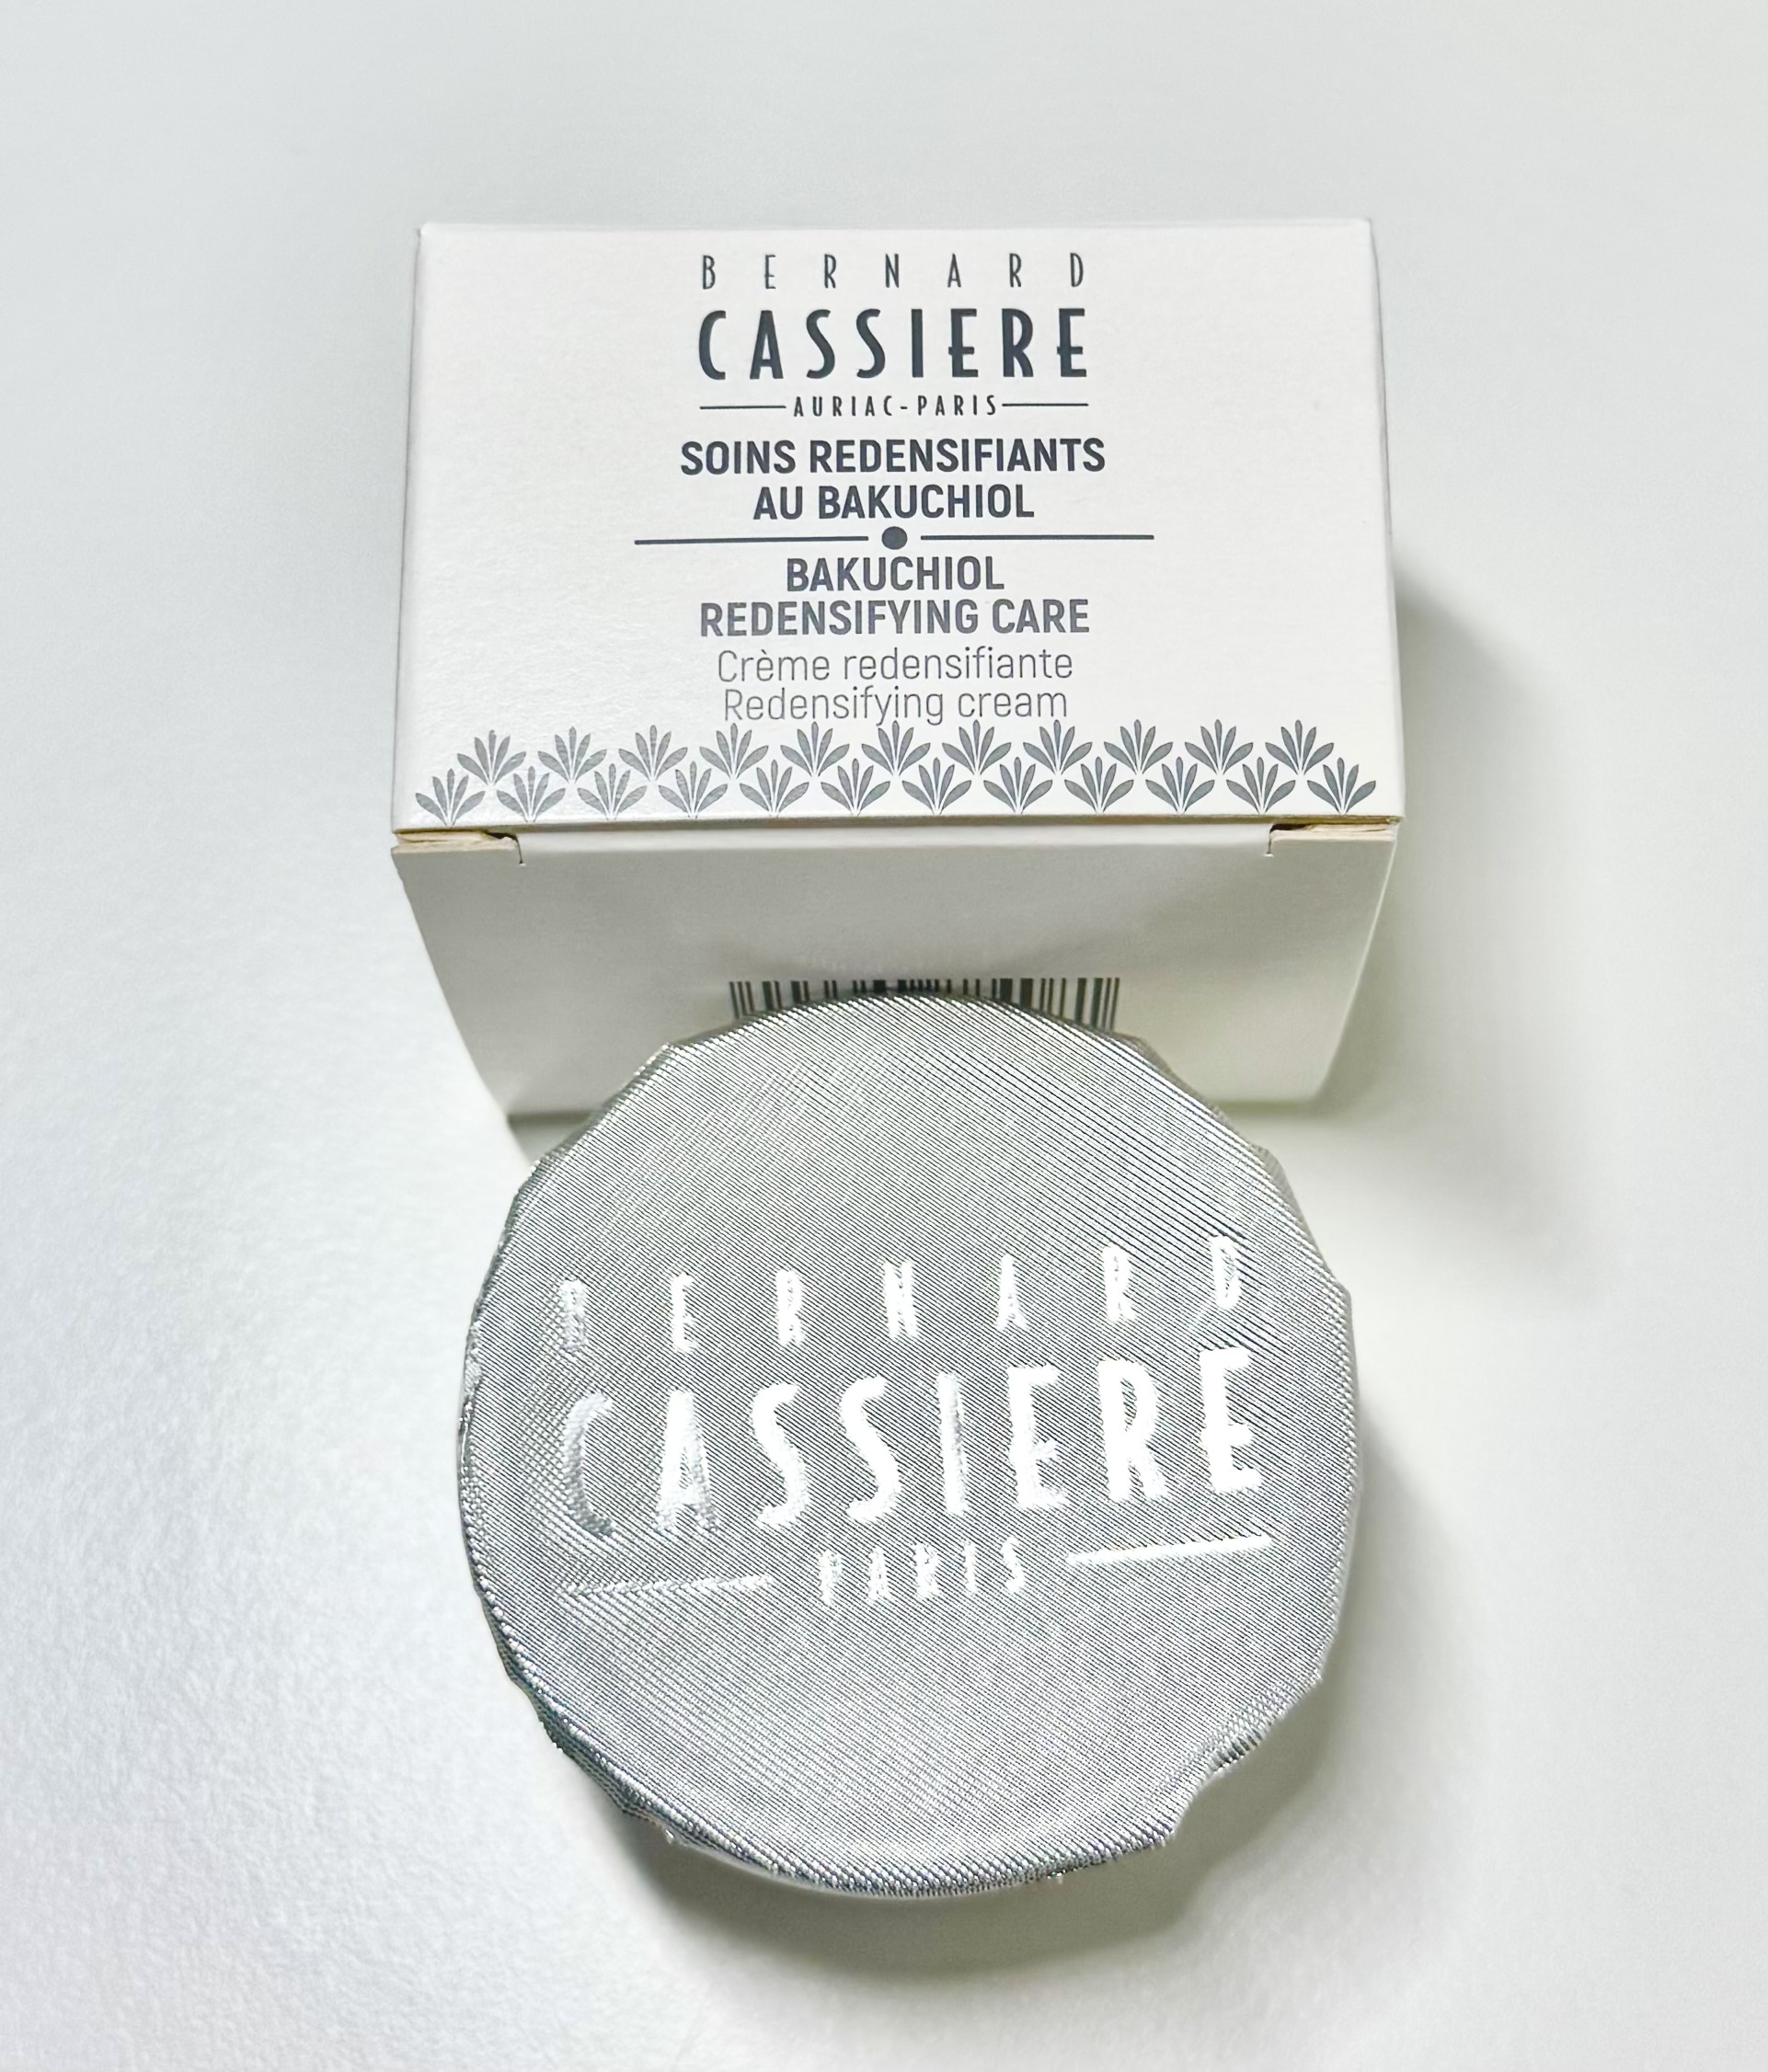 BERNARD
CASSIERE
AURIAC-PARIS
SOINS REDENSIFIANTS
AU BAKUCHIOL
BAKUCHIOL
REDENSIFYING CARE
Crème redensifiante
Redensifying cream
BERNARD
CASSIERE
PARIS